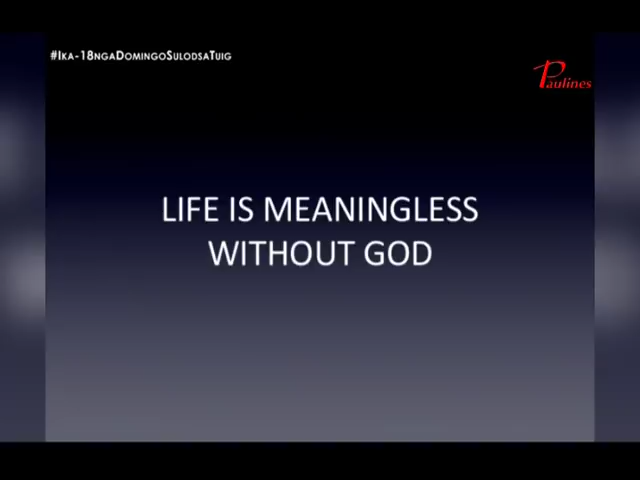 #IKA-18NGADOMINGOSULODSATUIG
Paulines
LIFE IS MEANINGLESS
WITHOUT GOD